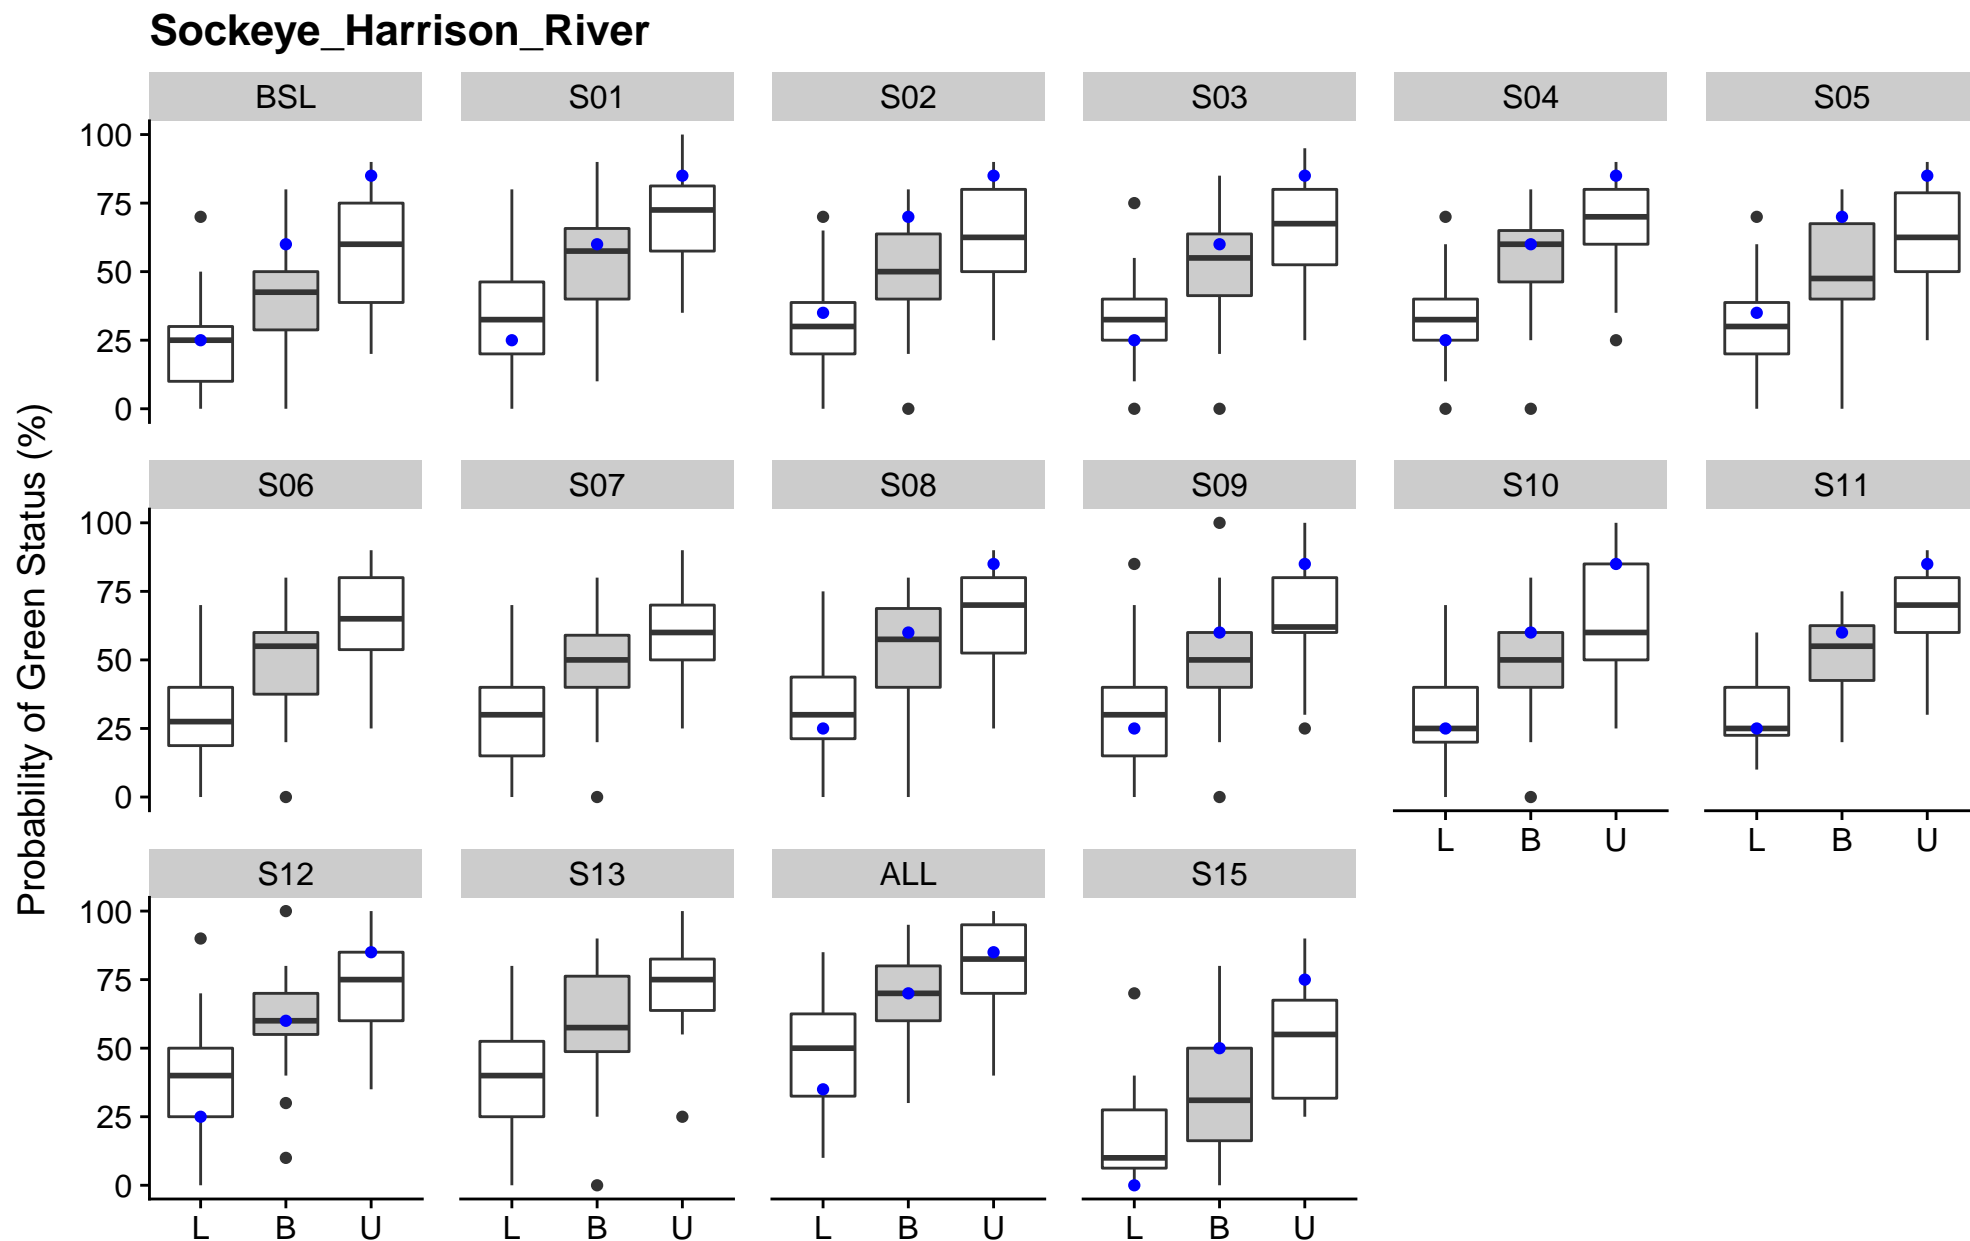 Sockeye_Harrison_River
BSL S01 S02 S03 S04 S05
100
75
50
25
0
Probability of Green Status (%)
S06 S07 S08 S09 S10 S11
100
75
50
25
0
L B U L B U
S12 S13 ALL S15
100
75
50
25
0
L B U L B U L B U L B U